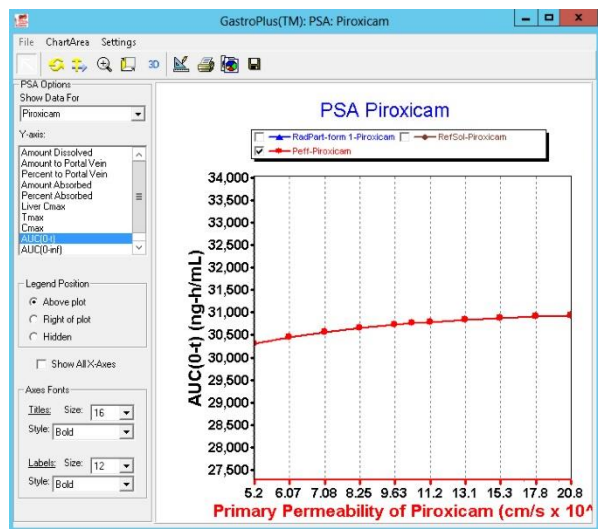 GastroPlus(TM): PSA: Piroxicam
File ChartArea Settings
3D
PSA Options
Show Data For
Piroxicam
Y-axis:
Amount Dissolved
Amount to Portal Vein
Percent to Portal Vein
Amount Absorbed
Percent Absorbed
Liver Cmax
Tmax
Cmax
AUC(0-t)
AUC(0-inf)
Legend Position
Above plot
Right of plot
Hidden
Show All X-Axes
Axes Fonts
Titles: Size: 16
Style: Bold
Labels: Size: 12
Style: Bold
PSA Piroxicam
RadPart-form 1-Piroxicam RefSol-Piroxicam
Peff-Piroxicam
AUC(0-t) (ng-h/mL)
34,000
33,500
33,000
32,500
32,000
31,500
31,000
30,500
30,000
29,500
29,000
28,500
28,000
27,500
5.2 6.07 7.08 8.25 9.63 11.2 13.1 15.3 17.8 20.8
Primary Permeability of Piroxicam (cm/s x 10^